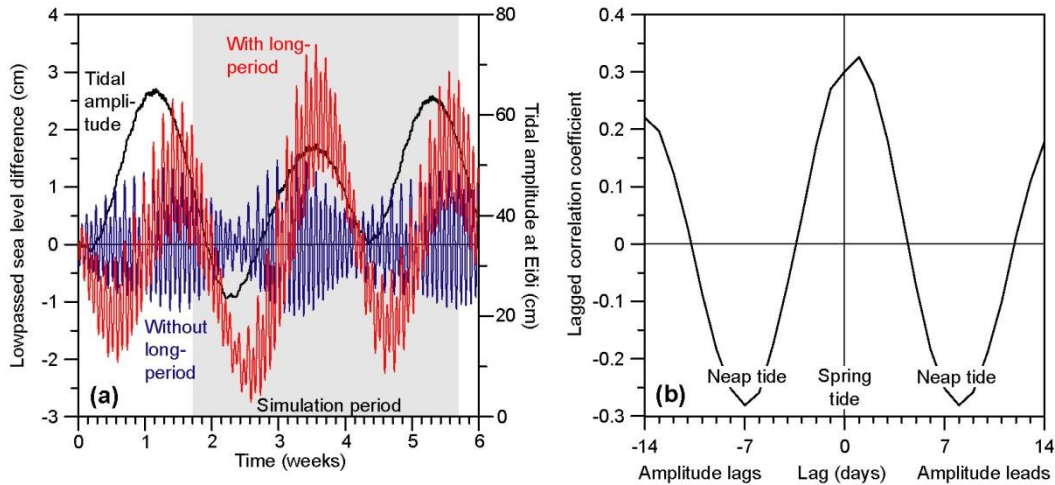 Lowpassed sea level difference (cm)
4
3
2
1
0
-1
-2
-3
Tidal
ampli-
tude
With long-
period
Without
long-
period
(a)
Simulation period
0
1
2
3
4
5
6
Time (weeks)
80
60
40
20
0
Tidal amplitude at Eiði (cm)
Lagged correlation coefficient
0.4
0.3
0.2
0.1
0
-0.1
-0.2
-0.3
Neap tide
Spring
tide
Neap tide
(b)
-14
-7
0
7
14
Amplitude lags
Lag (days)
Amplitude leads